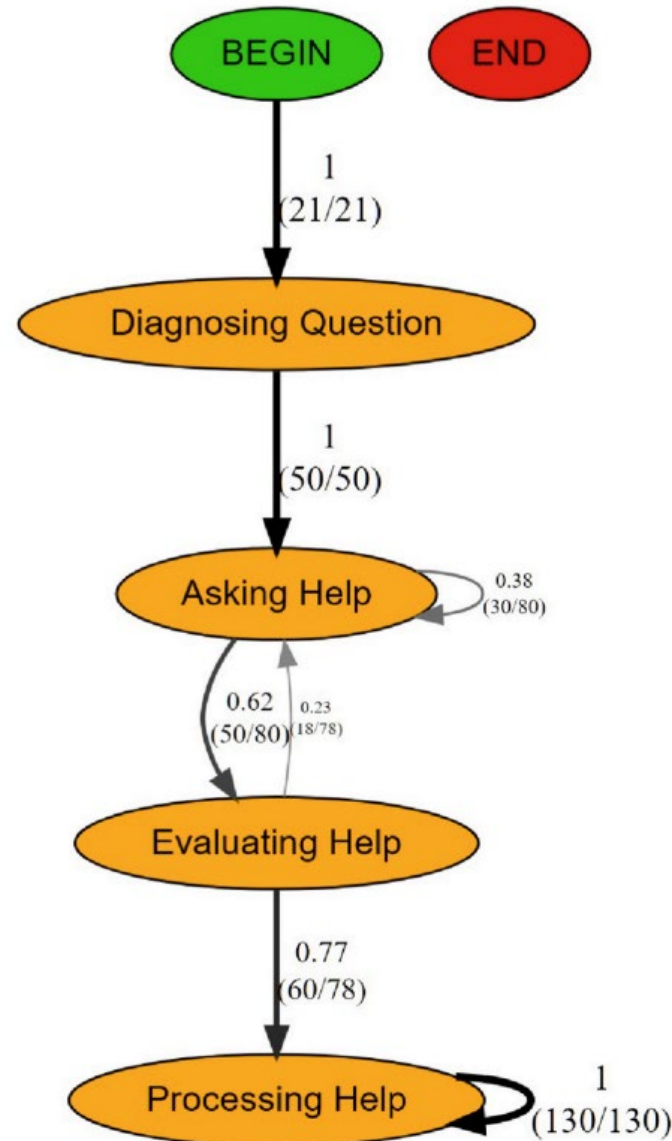 BEGIN
END
1
(21/21)
Diagnosing Question
1
(50/50)
Asking Help
0.38
(30/80)
0.62
(50/80)
0.23
(18/78)
Evaluating Help
0.77
(60/78)
Processing Help
1
(130/130)